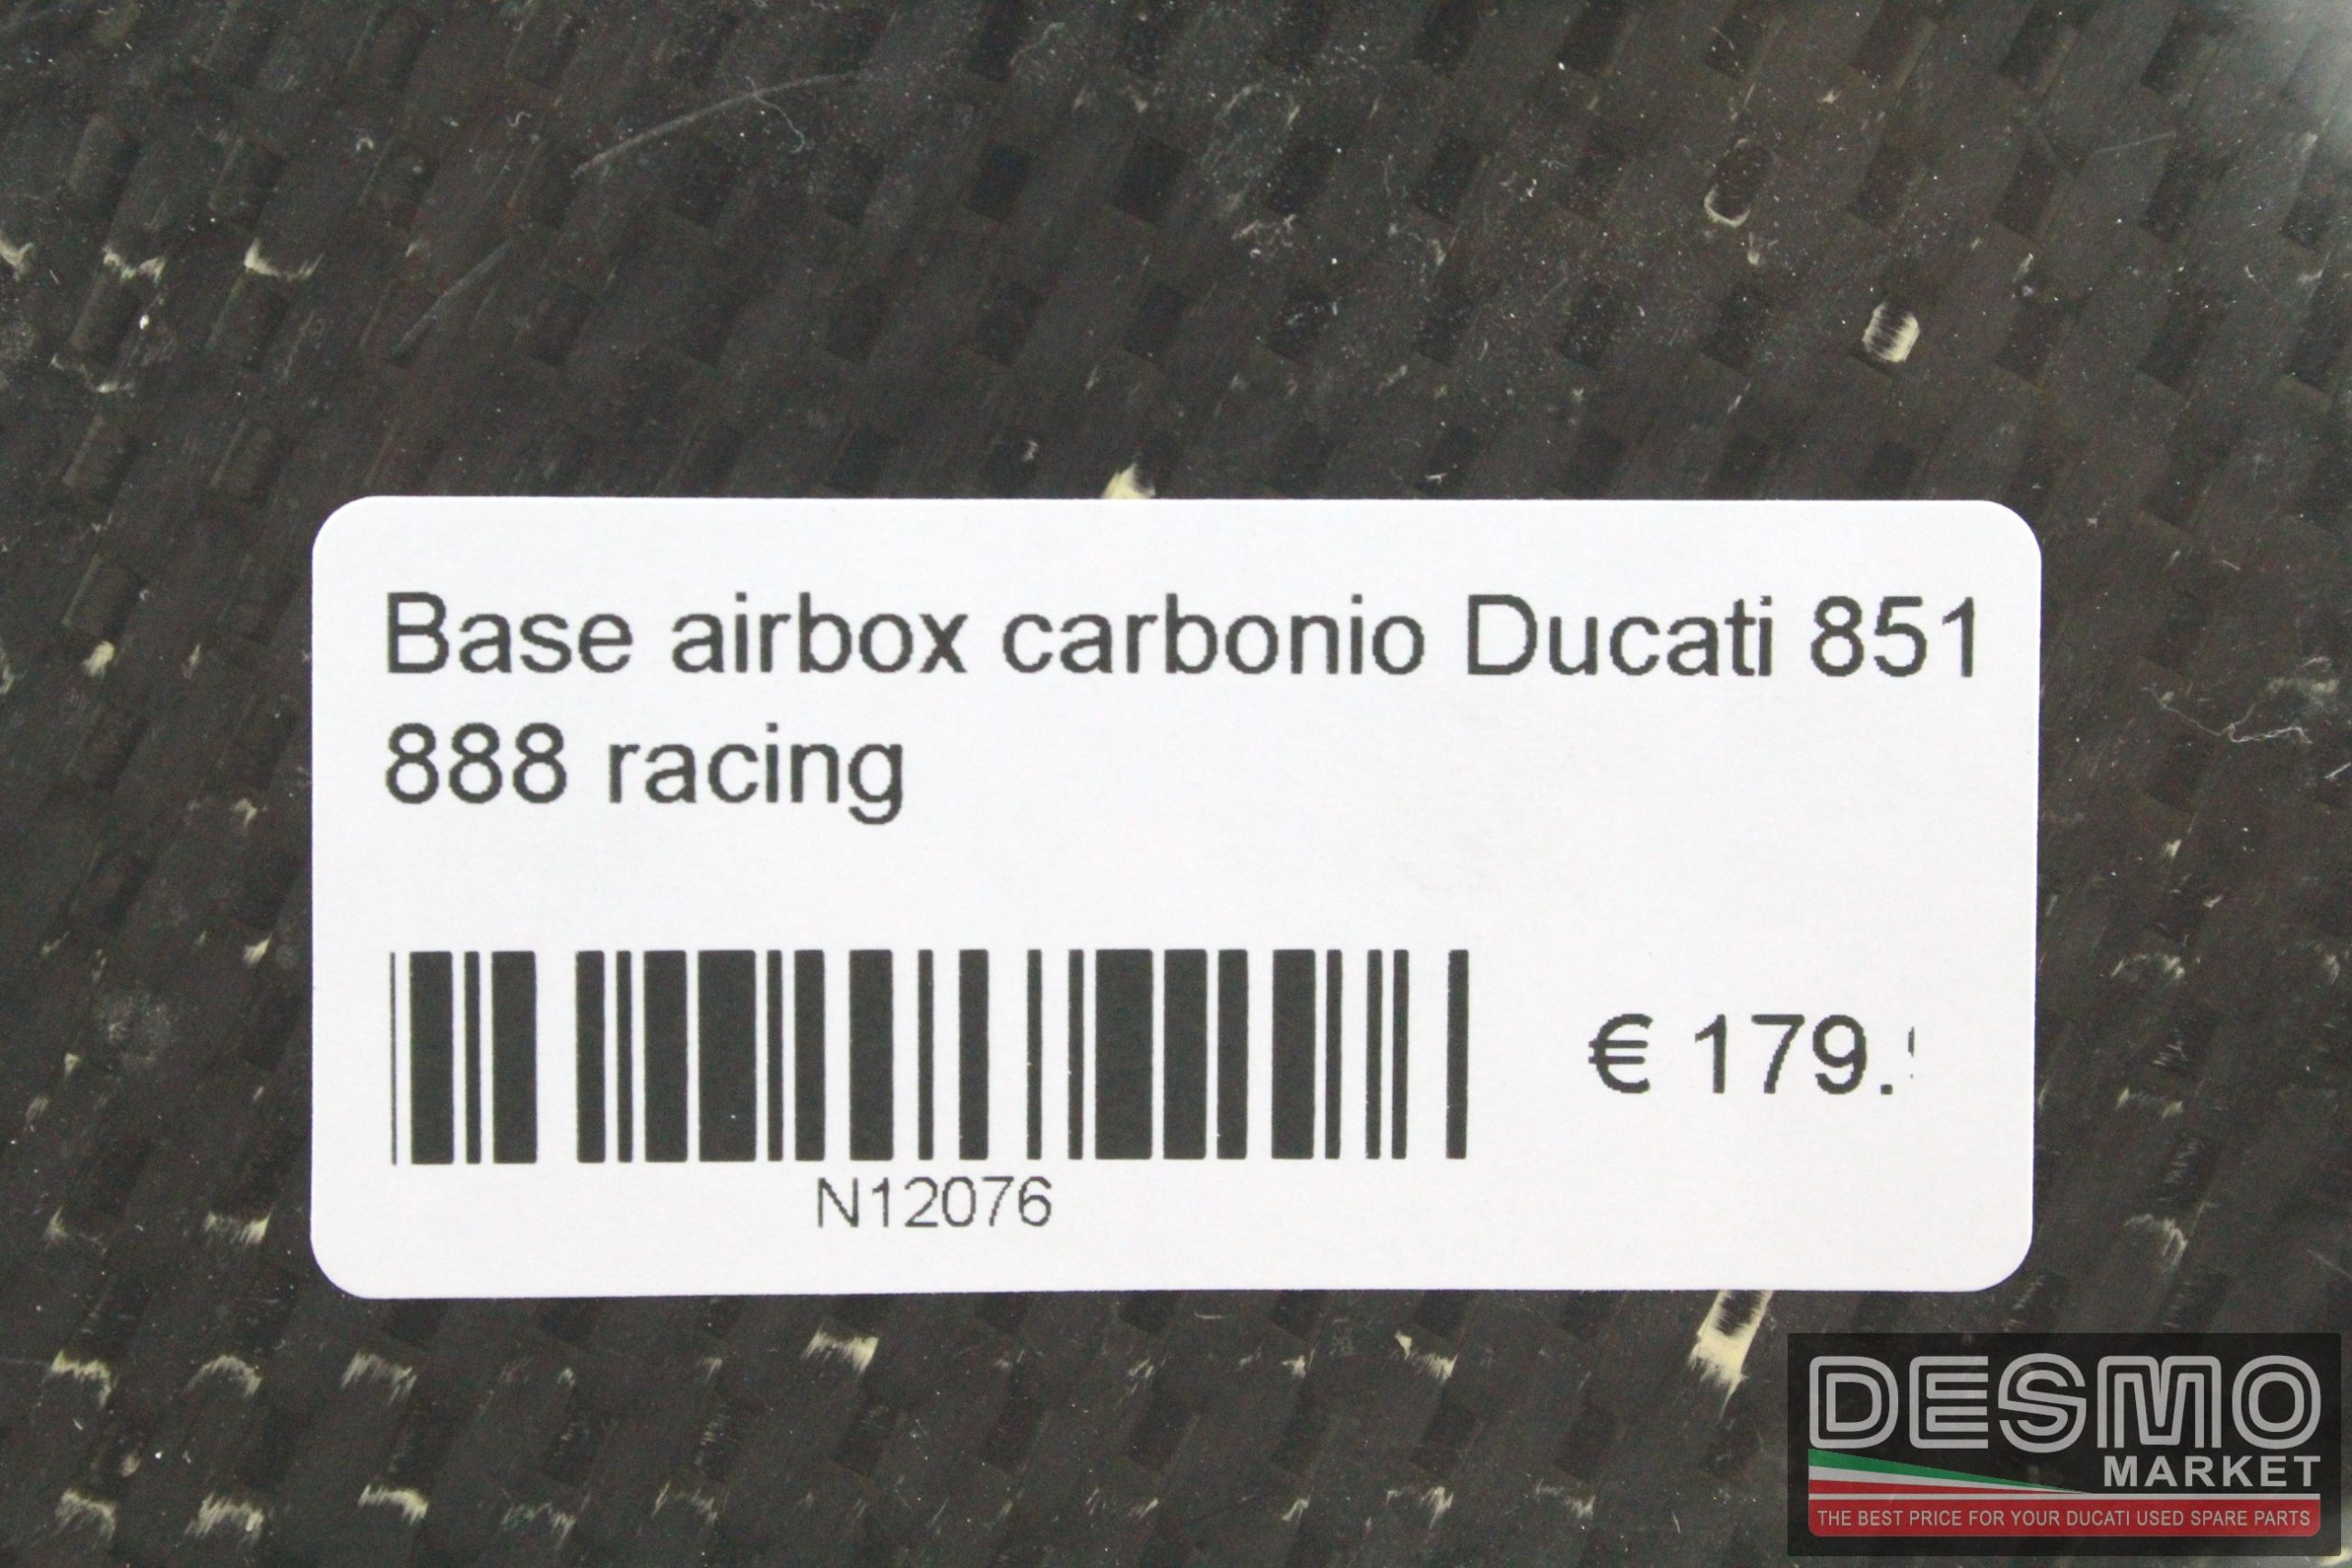 Base airbox carbonio Ducati 851
888 racing
€ 179.
N12076
DESMO
MARKET
THE BEST PRICE FOR YOUR DUCATI USED SPARE PARTS